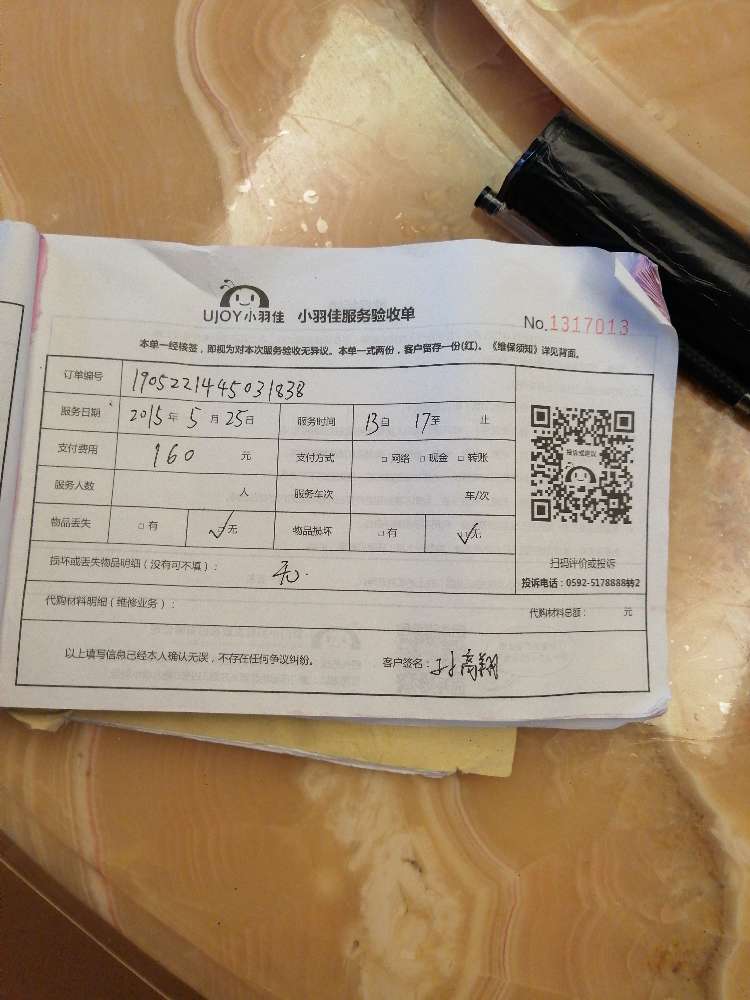 UJOY小羽佳 小羽佳服务验收单
No.1317013
本单一经核签，即视为对本次服务验收无异议。本单一式两份，客户留存一份(红)。《维保须知》详见背面。
订单编号 1905221445031838
服务日期 2015年5月25日 服务时间 13自 17至 止
支付费用 160 元 支付方式 □网络 □现金 □转账
服务人数 人 服务车次 车/次
物品丢失 □有 ☑无 物品损坏 □有 ☑无
损坏或丢失物品明细（没有可不填）： 无.
代购材料明细（维修业务）：
投诉或建议
扫码评价或投诉
投诉电话：0592-5178888转2
代购材料总额： 元
以上填写信息已经本人确认无误，不存在任何争议纠纷。 客户签名：孙高翔